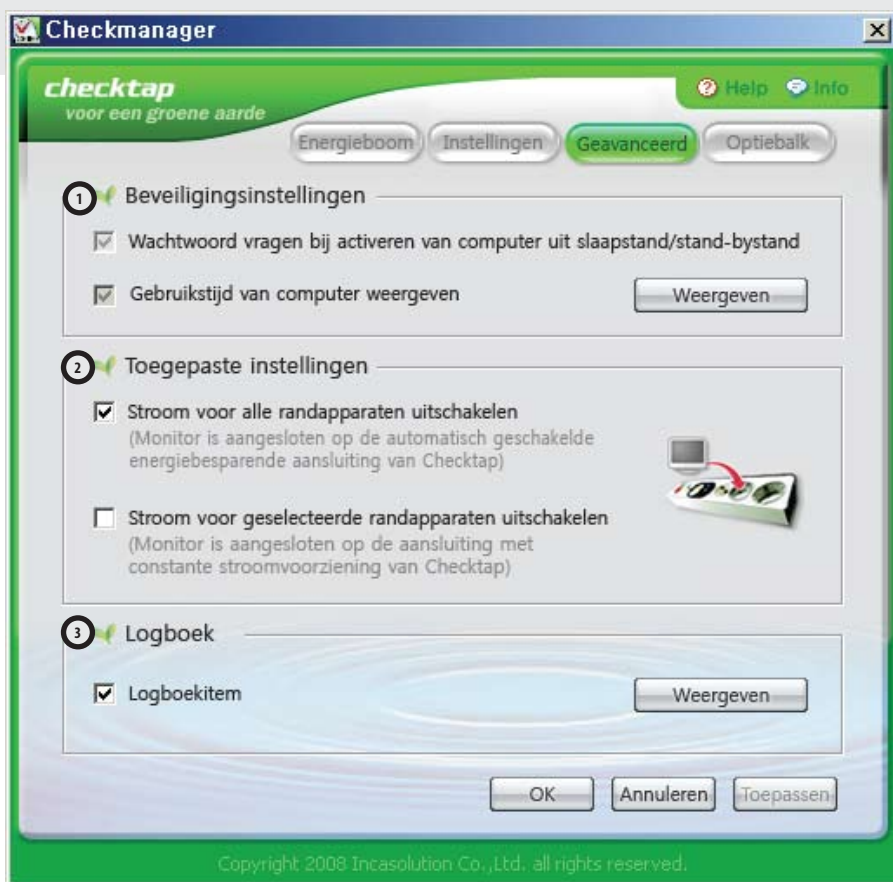 Checkmanager
checktap
voor een groene aarde
Help Info
Energieboom Instellingen Geavanceerd Optiebalk
1 Beveiligingsinstellingen
Wachtwoord vragen bij activeren van computer uit slaapstand/stand-bystand
Gebruikstijd van computer weergeven Weergeven
2 Toegepaste instellingen
Stroom voor alle randapparaten uitschakelen
(Monitor is aangesloten op de automatisch geschakelde
energiebesparende aansluiting van Checktap)
Stroom voor geselecteerde randapparaten uitschakelen
(Monitor is aangesloten op de aansluiting met
constante stroomvoorziening van Checktap)
3 Logboek
Logboekitem Weergeven
OK Annuleren Toepassen
Copyright 2008 Incasolution Co.,Ltd. all rights reserved.